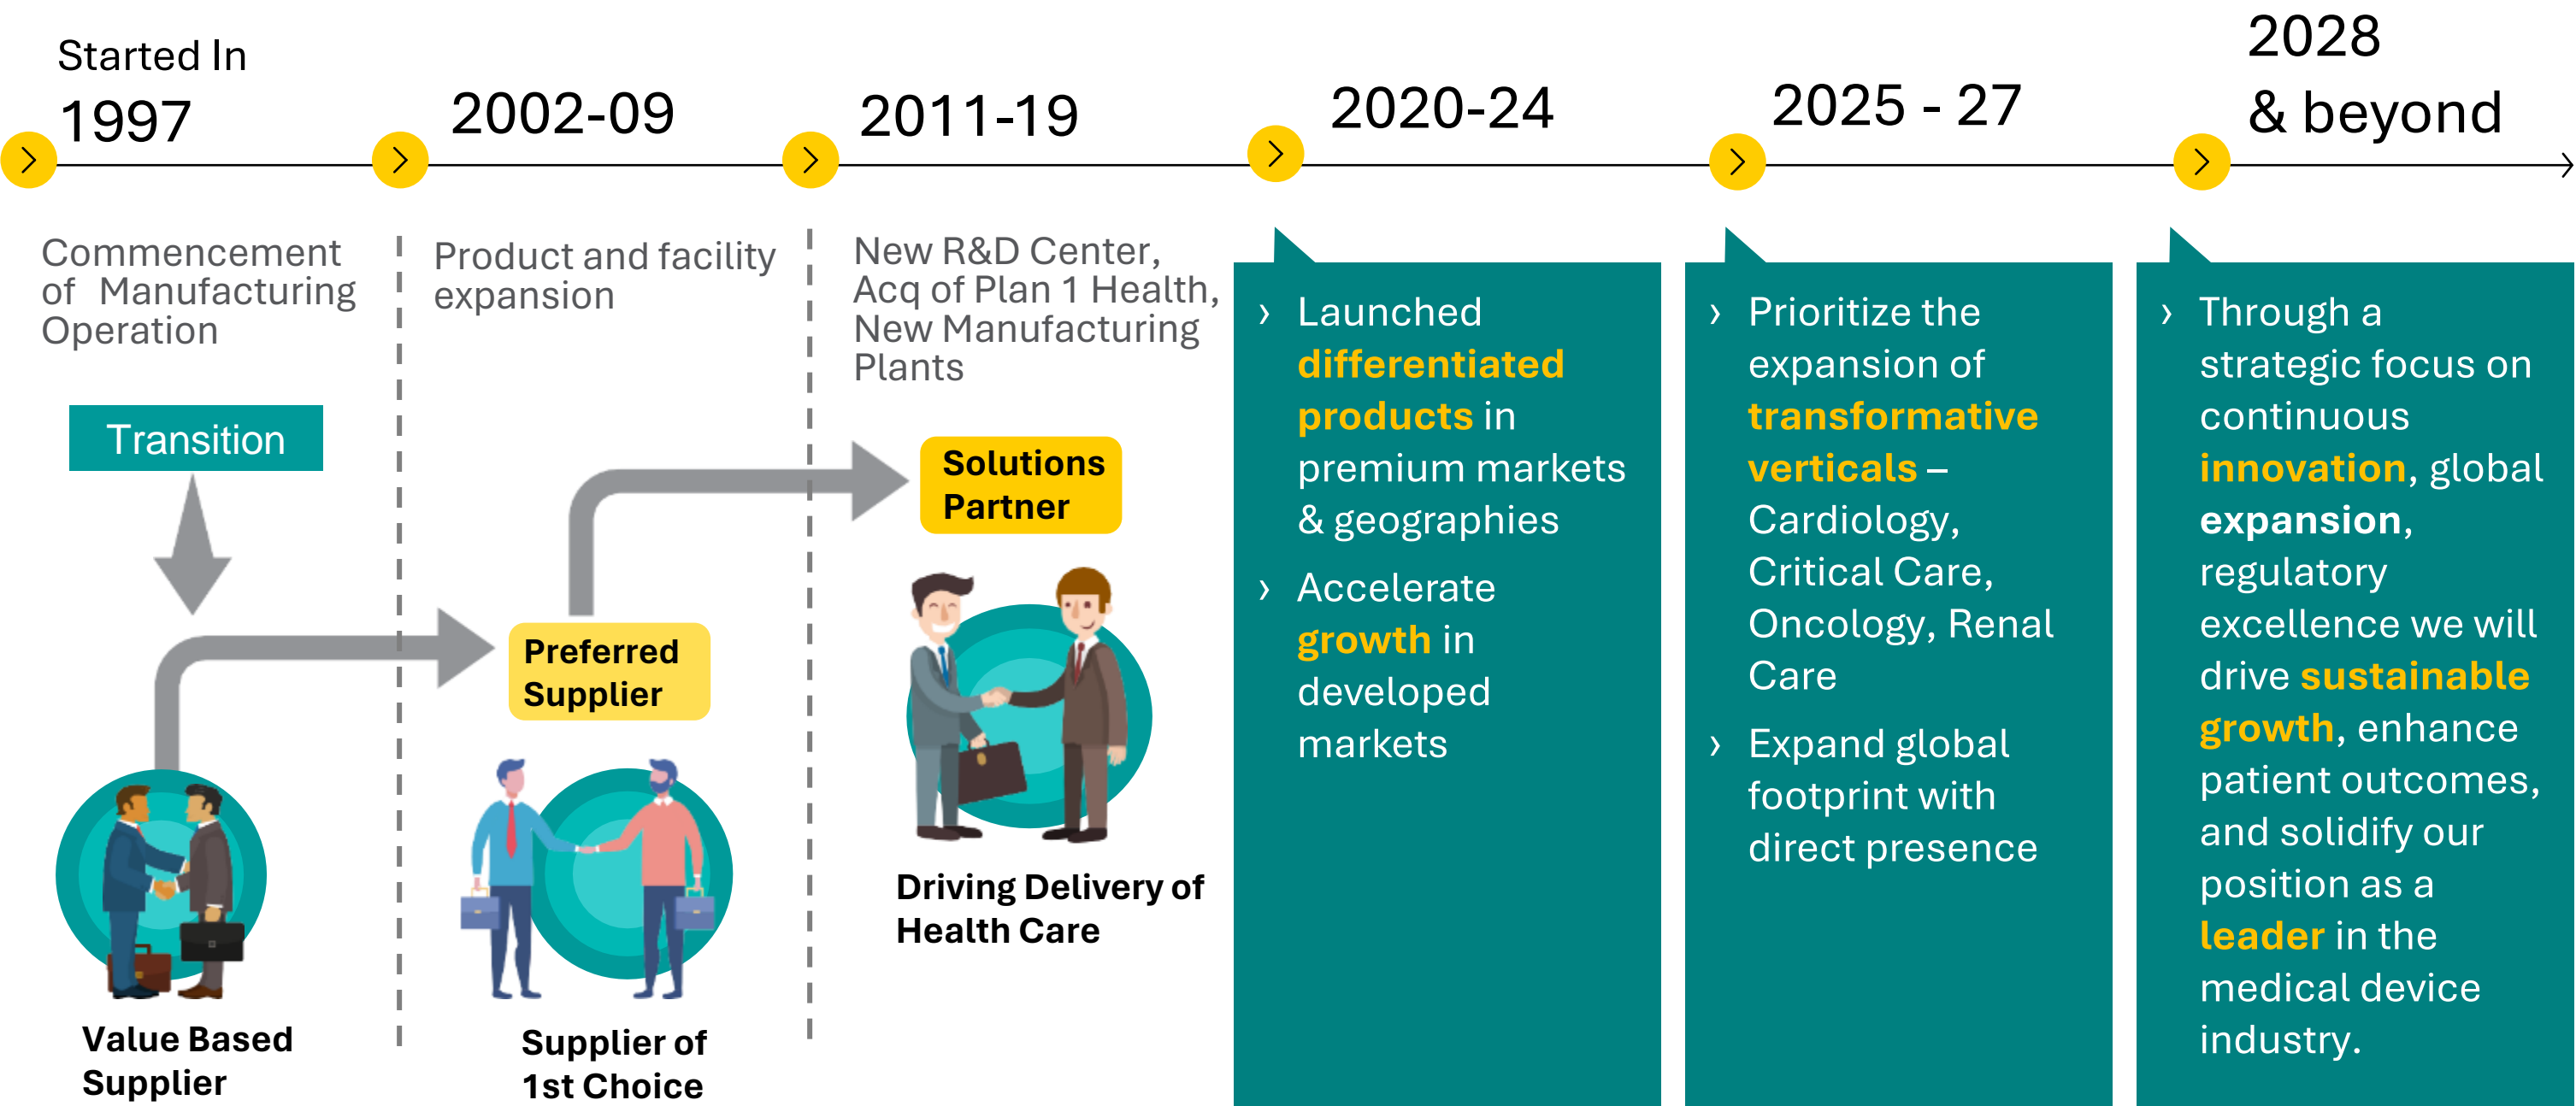 Started In
1997
2002-09
2011-19
2020-24
2025 - 27
2028
& beyond
Commencement
of Manufacturing
Operation
Transition
Value Based
Supplier
Product and facility
expansion
Preferred
Supplier
Supplier of
1st Choice
New R&D Center,
Acq of Plan 1 Health,
New Manufacturing
Plants
Solutions
Partner
Driving Delivery of
Health Care
› Launched
differentiated
products in
premium markets
& geographies
› Accelerate
growth in
developed
markets
› Prioritize the
expansion of
transformative
verticals –
Cardiology,
Critical Care,
Oncology, Renal
Care
› Expand global
footprint with
direct presence
› Through a
strategic focus on
continuous
innovation, global
expansion,
regulatory
excellence we will
drive sustainable
growth, enhance
patient outcomes,
and solidify our
position as a
leader in the
medical device
industry.